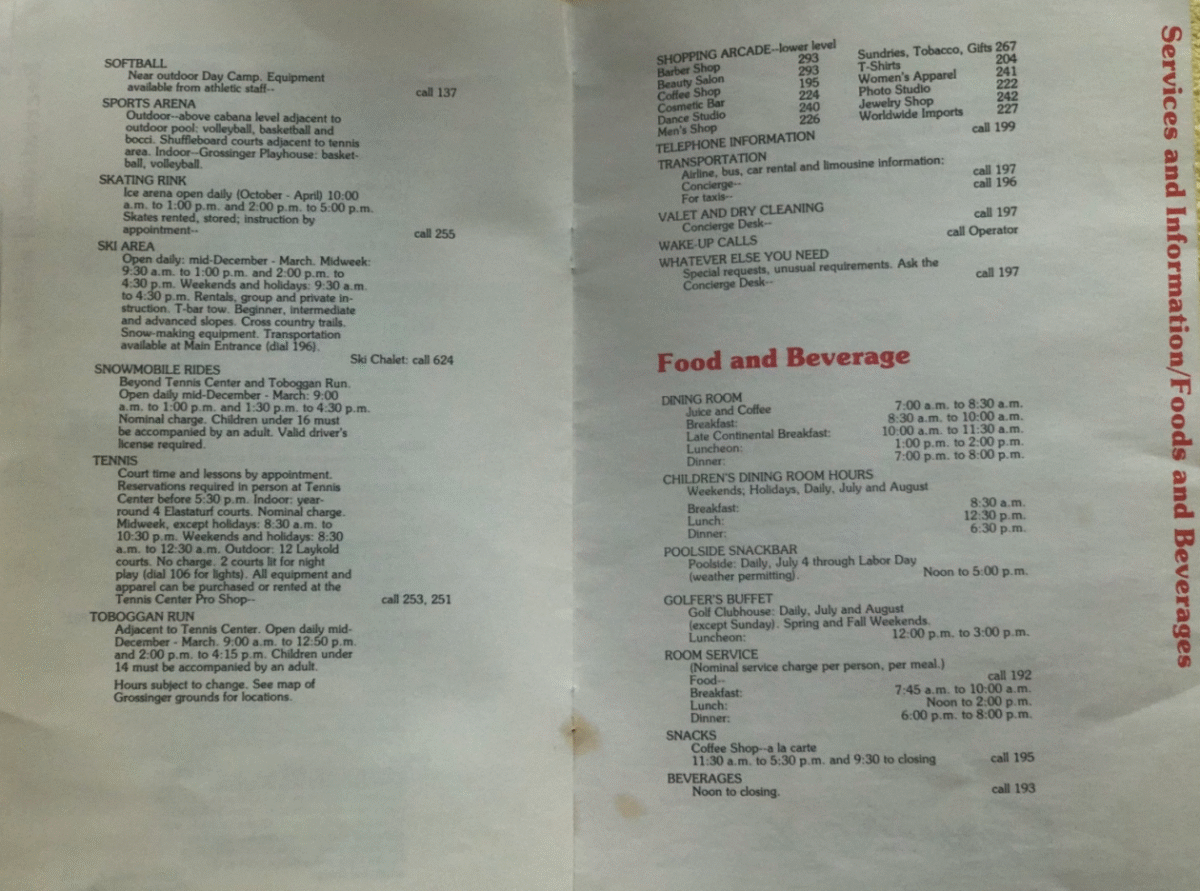 SOFTBALL
Near outdoor Day Camp. Equipment
available from athletic staff-- call 137
SPORTS ARENA
Outdoor--above cabana level adjacent to
outdoor pool: volleyball, basketball and
bocci. Shuffleboard courts adjacent to tennis
area. Indoor--Grossinger Playhouse: basket-
ball, volleyball.
SKATING RINK
Ice arena open daily (October - April) 10:00
a.m. to 1:00 p.m. and 2:00 p.m. to 5:00 p.m.
Skates rented, stored; instruction by
appointment-- call 255
SKI AREA
Open daily: mid-December - March. Midweek:
9:30 a.m. to 1:00 p.m. and 2:00 p.m. to
4:30 p.m. Weekends and holidays: 9:30 a.m.
to 4:30 p.m. Rentals, group and private in-
struction. T-bar tow. Beginner, intermediate
and advanced slopes. Cross country trails.
Snow-making equipment. Transportation
available at Main Entrance (dial 196).
Ski Chalet: call 624
SNOWMOBILE RIDES
Beyond Tennis Center and Toboggan Run.
Open daily mid-December - March: 9:00
a.m. to 1:00 p.m. and 1:30 p.m. to 4:30 p.m.
Nominal charge. Children under 16 must
be accompanied by an adult. Valid driver's
license required.
TENNIS
Court time and lessons by appointment.
Reservations required in person at Tennis
Center before 5:30 p.m. Indoor: year-
round 4 Elastaturf courts. Nominal charge.
Midweek, except holidays: 8:30 a.m. to
10:30 p.m. Weekends and holidays: 8:30
a.m. to 12:30 a.m. Outdoor: 12 Laykold
courts. No charge. 2 courts lit for night
play (dial 106 for lights). All equipment and
apparel can be purchased or rented at the
Tennis Center Pro Shop-- call 253, 251
TOBOGGAN RUN
Adjacent to Tennis Center. Open daily mid-
December - March. 9:00 a.m. to 12:50 p.m.
and 2:00 p.m. to 4:15 p.m. Children under
14 must be accompanied by an adult.
Hours subject to change. See map of
Grossinger grounds for locations.
SHOPPING ARCADE--lower level
Barber Shop 293
Beauty Salon 293
Coffee Shop 195
Cosmetic Bar 224
Dance Studio 240
Men's Shop 226
Sundries, Tobacco, Gifts 267
T-Shirts 204
Women's Apparel 241
Photo Studio 222
Jewelry Shop 242
Worldwide Imports 227
TELEPHONE INFORMATION call 199
TRANSPORTATION
Airline, bus, car rental and limousine information:
Concierge-- call 197
For taxis-- call 196
VALET AND DRY CLEANING
Concierge Desk-- call 197
WAKE-UP CALLS call Operator
WHATEVER ELSE YOU NEED
Special requests, unusual requirements. Ask the
Concierge Desk-- call 197
Food and Beverage
DINING ROOM
Juice and Coffee 7:00 a.m. to 8:30 a.m.
Breakfast: 8:30 a.m. to 10:00 a.m.
Late Continental Breakfast: 10:00 a.m. to 11:30 a.m.
Luncheon: 1:00 p.m. to 2:00 p.m.
Dinner: 7:00 p.m. to 8:00 p.m.
CHILDREN'S DINING ROOM HOURS
Weekends; Holidays, Daily, July and August
Breakfast: 8:30 a.m.
Lunch: 12:30 p.m.
Dinner: 6:30 p.m.
POOLSIDE SNACKBAR
Poolside: Daily, July 4 through Labor Day
(weather permitting). Noon to 5:00 p.m.
GOLFER'S BUFFET
Golf Clubhouse: Daily, July and August
(except Sunday). Spring and Fall Weekends.
Luncheon: 12:00 p.m. to 3:00 p.m.
ROOM SERVICE
(Nominal service charge per person, per meal.)
Food-- call 192
Breakfast: 7:45 a.m. to 10:00 a.m.
Lunch: Noon to 2:00 p.m.
Dinner: 6:00 p.m. to 8:00 p.m.
SNACKS
Coffee Shop--a la carte
11:30 a.m. to 5:30 p.m. and 9:30 to closing call 195
BEVERAGES
Noon to closing. call 193
Services and Information/Foods and Beverages